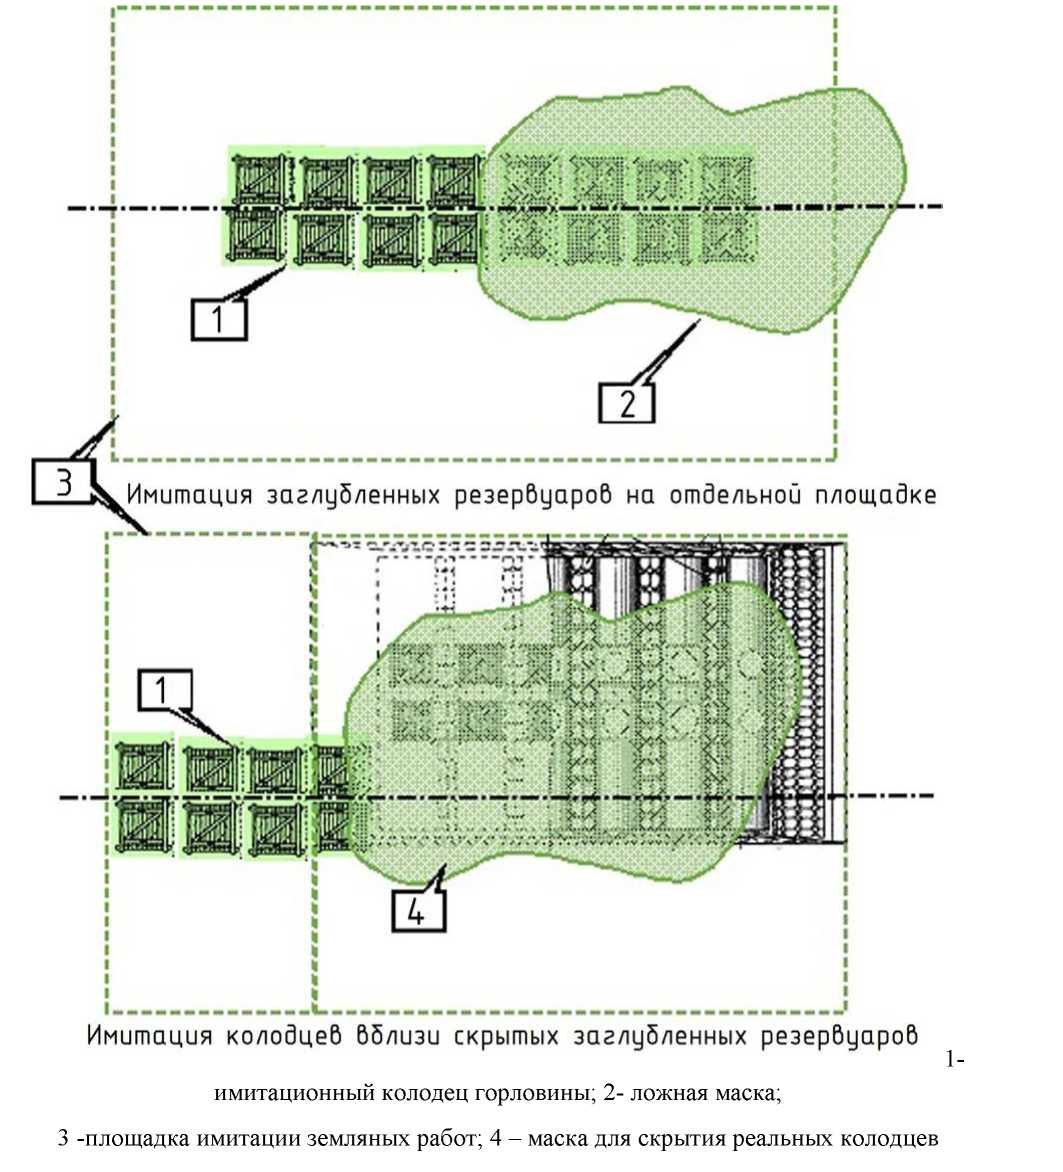 1
2
3
Имитация заглубленных резервуаров на отдельной площадке
1
4
Имитация колодцев вблизи скрытых заглубленных резервуаров
1-
имитационный колодец горловины; 2- ложная маска;
3 -площадка имитации земляных работ; 4 – маска для скрытия реальных колодцев